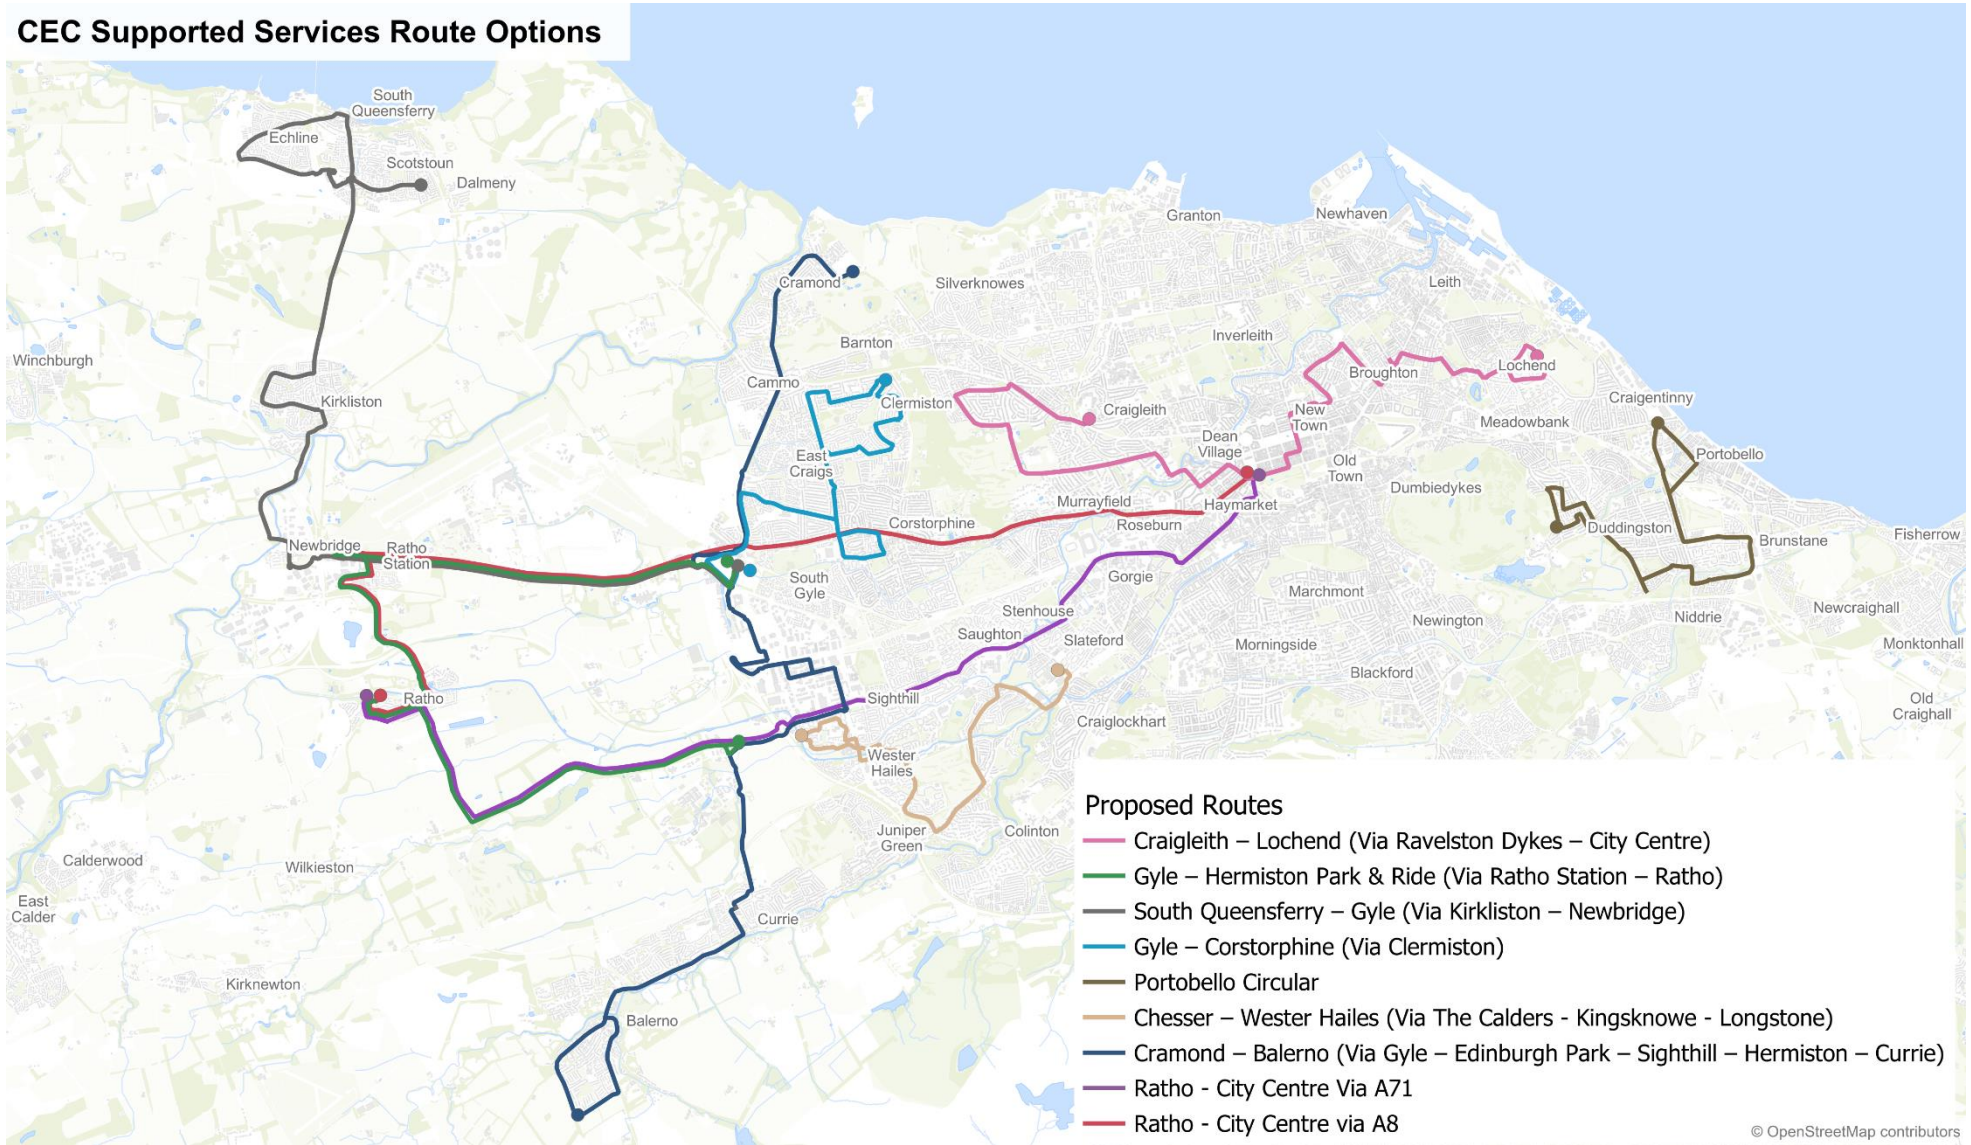 CEC Supported Services Route Options
South
Queensferry
Echline
Scotstoun
Dalmeny
Granton
Newhaven
Cramond
Silverknowes
Leith
Winchburgh
Barnton
Inverleith
Cammo
Broughton
Lochend
Kirkliston
Clermiston
Craigleith
New
Town
Craigentinny
Meadowbank
Dean
Village
East
Craigs
Old
Town
Portobello
Dumbiedykes
Murrayfield
Haymarket
Corstorphine
Roseburn
Duddingston
Newbridge
Ratho
Station
Brunstane
Fisherrow
South
Gyle
Gorgie
Marchmont
Stenhouse
Saughton
Slateford
Newington
Niddrie
Newcraighall
Morningside
Monktonhall
Blackford
Ratho
Sighthill
Old
Craighall
Craiglockhart
Wester
Hailes
Juniper
Green
Colinton
Calderwood
Wilkieston
East
Calder
Currie
Kirknewton
Balerno
Proposed Routes
Craigleith – Lochend (Via Ravelston Dykes – City Centre)
Gyle – Hermiston Park & Ride (Via Ratho Station – Ratho)
South Queensferry – Gyle (Via Kirkliston – Newbridge)
Gyle – Corstorphine (Via Clermiston)
Portobello Circular
Chesser – Wester Hailes (Via The Calders - Kingsknowe - Longstone)
Cramond – Balerno (Via Gyle – Edinburgh Park – Sighthill – Hermiston – Currie)
Ratho - City Centre Via A71
Ratho - City Centre via A8
© OpenStreetMap contributors